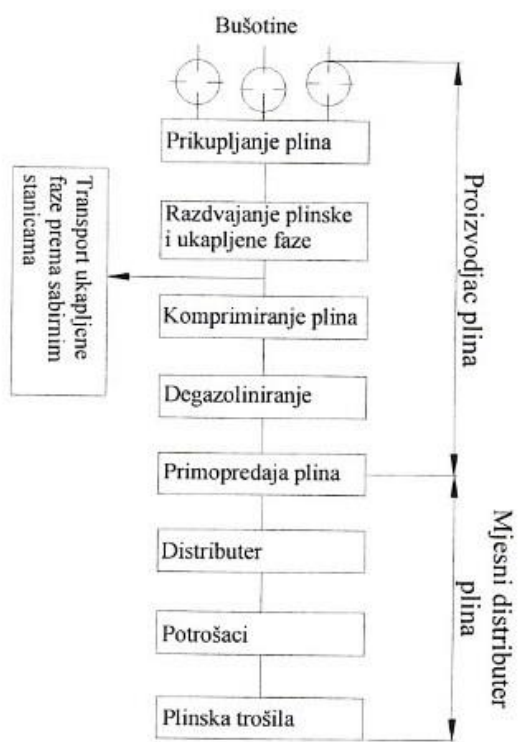 Bušotine
Prikupljanje plina
Razdvajanje plinske
i ukapljene faze
Transport ukapljene
faze prema sabirnim
stanicama
Komprimiranje plina
Degazoliniranje
Primopredaja plina
Distributer
Potrošaci
Plinska trošila
Proizvodjac plina
Mjesni distributer
plina